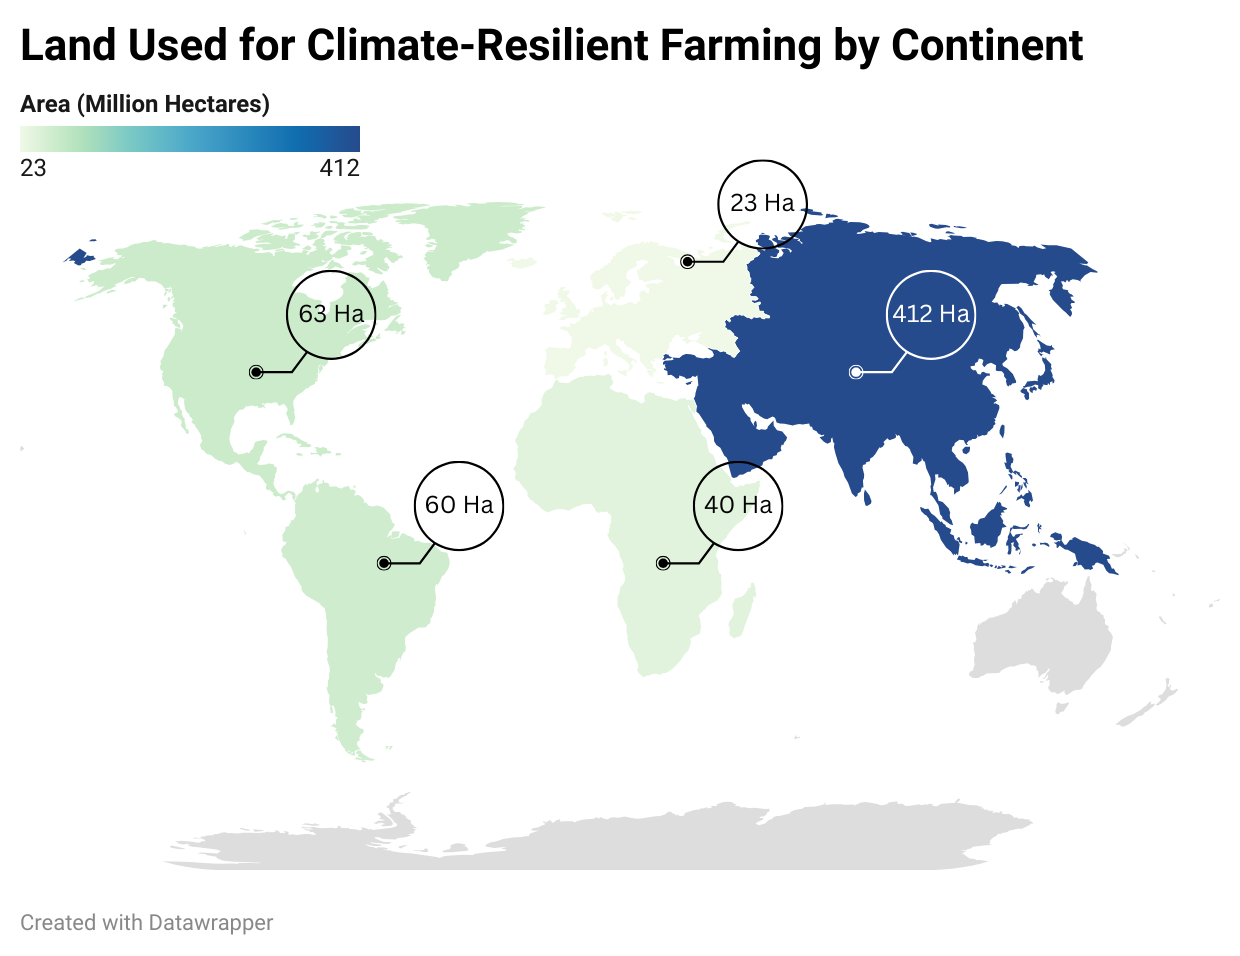 Land Used for Climate-Resilient Farming by Continent
Area (Million Hectares)
23 412
23 Ha
63 Ha
412 Ha
60 Ha
40 Ha
Created with Datawrapper